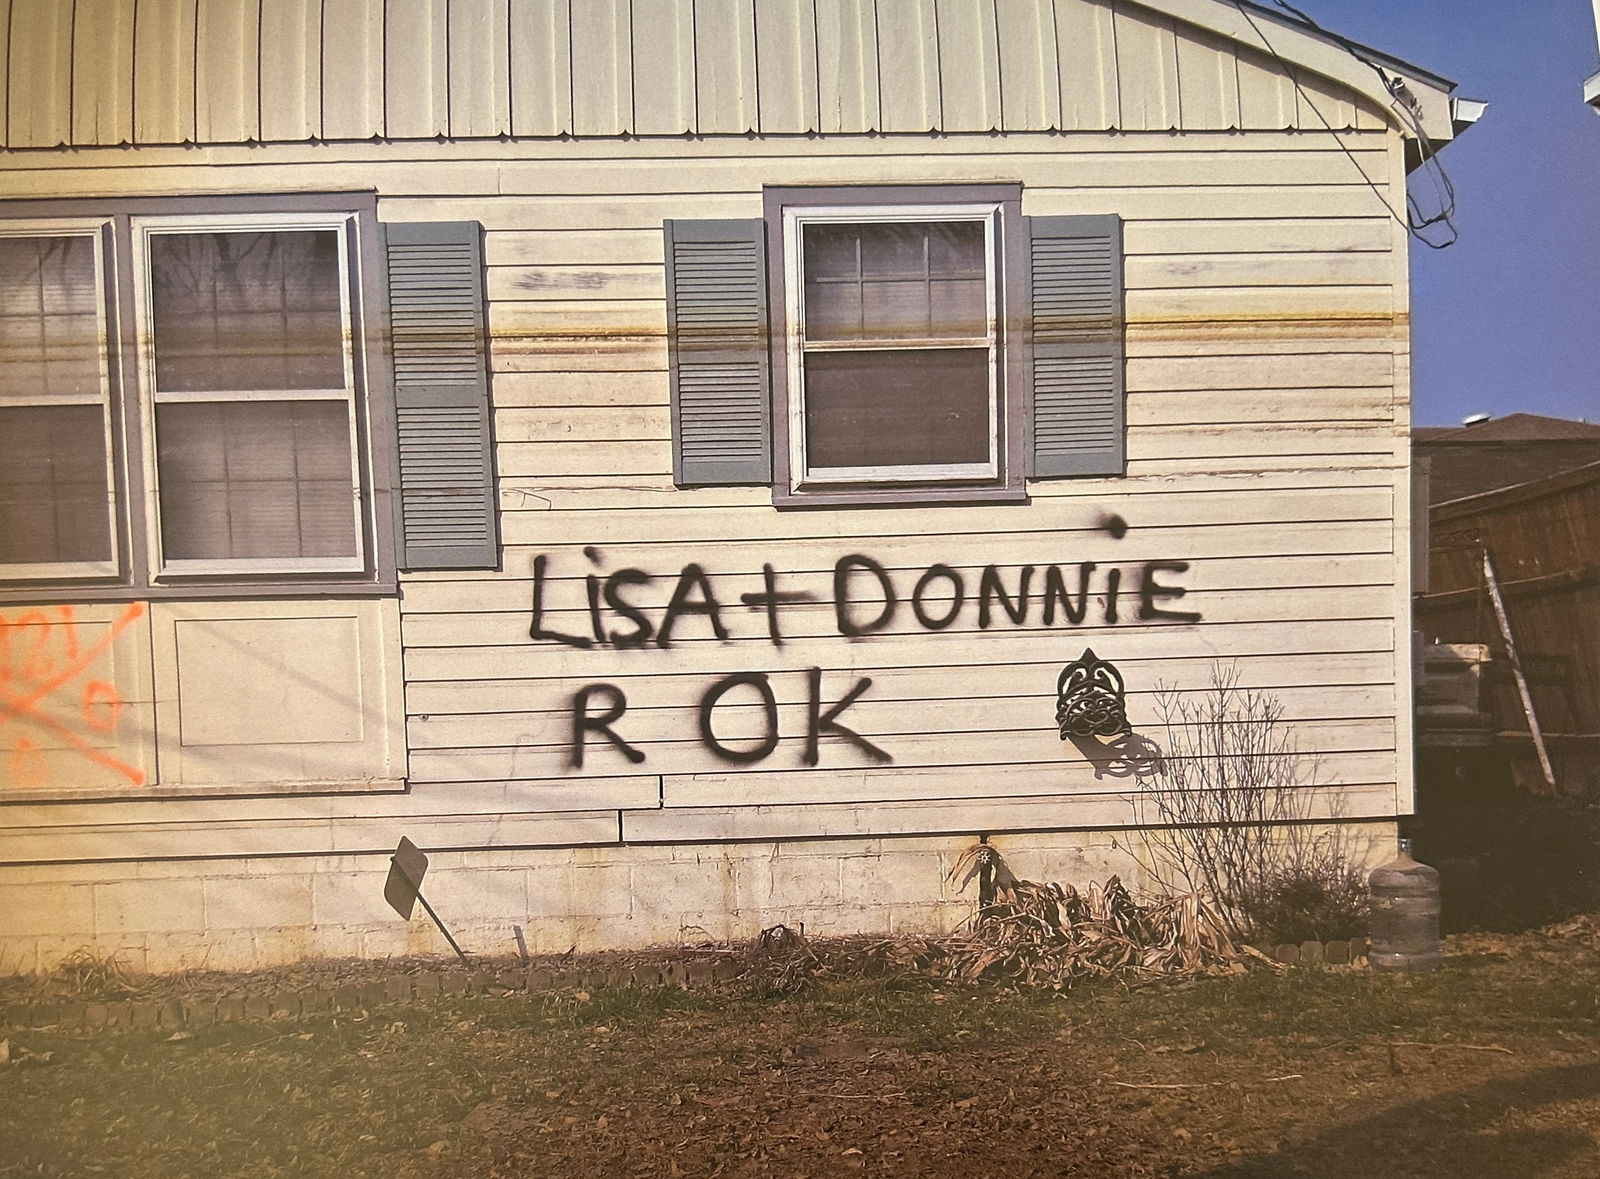 LiSA + DONNiE
R OK